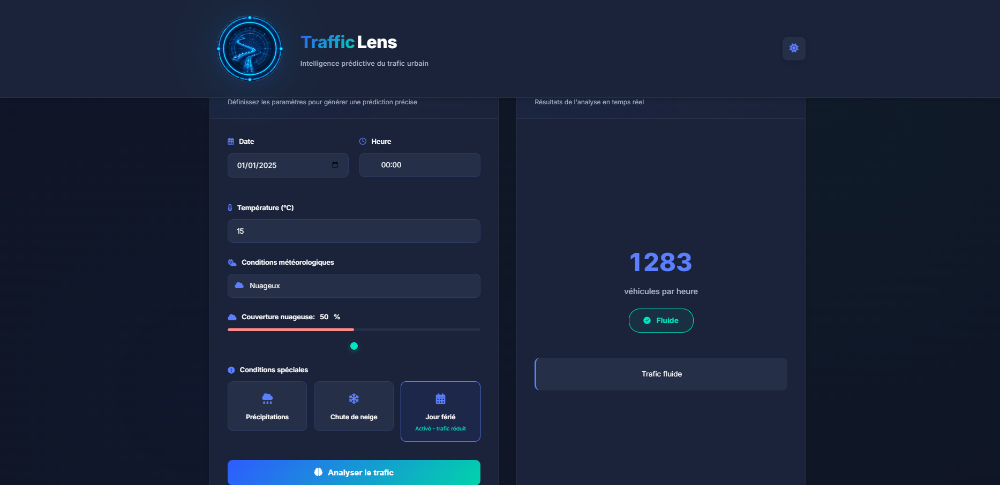 Traffic Lens
Intelligence prédictive du trafic urbain
Définissez les paramètres pour générer une prédiction précise
Date
Heure
01/01/2025
00:00
Température (°C)
15
Conditions météorologiques
Nuageux
Couverture nuageuse: 50 %
Conditions spéciales
Précipitations
Chute de neige
Jour férié
Activé - trafic réduit
Analyser le trafic
Résultats de l'analyse en temps réel
1283
véhicules par heure
Fluide
Trafic fluide